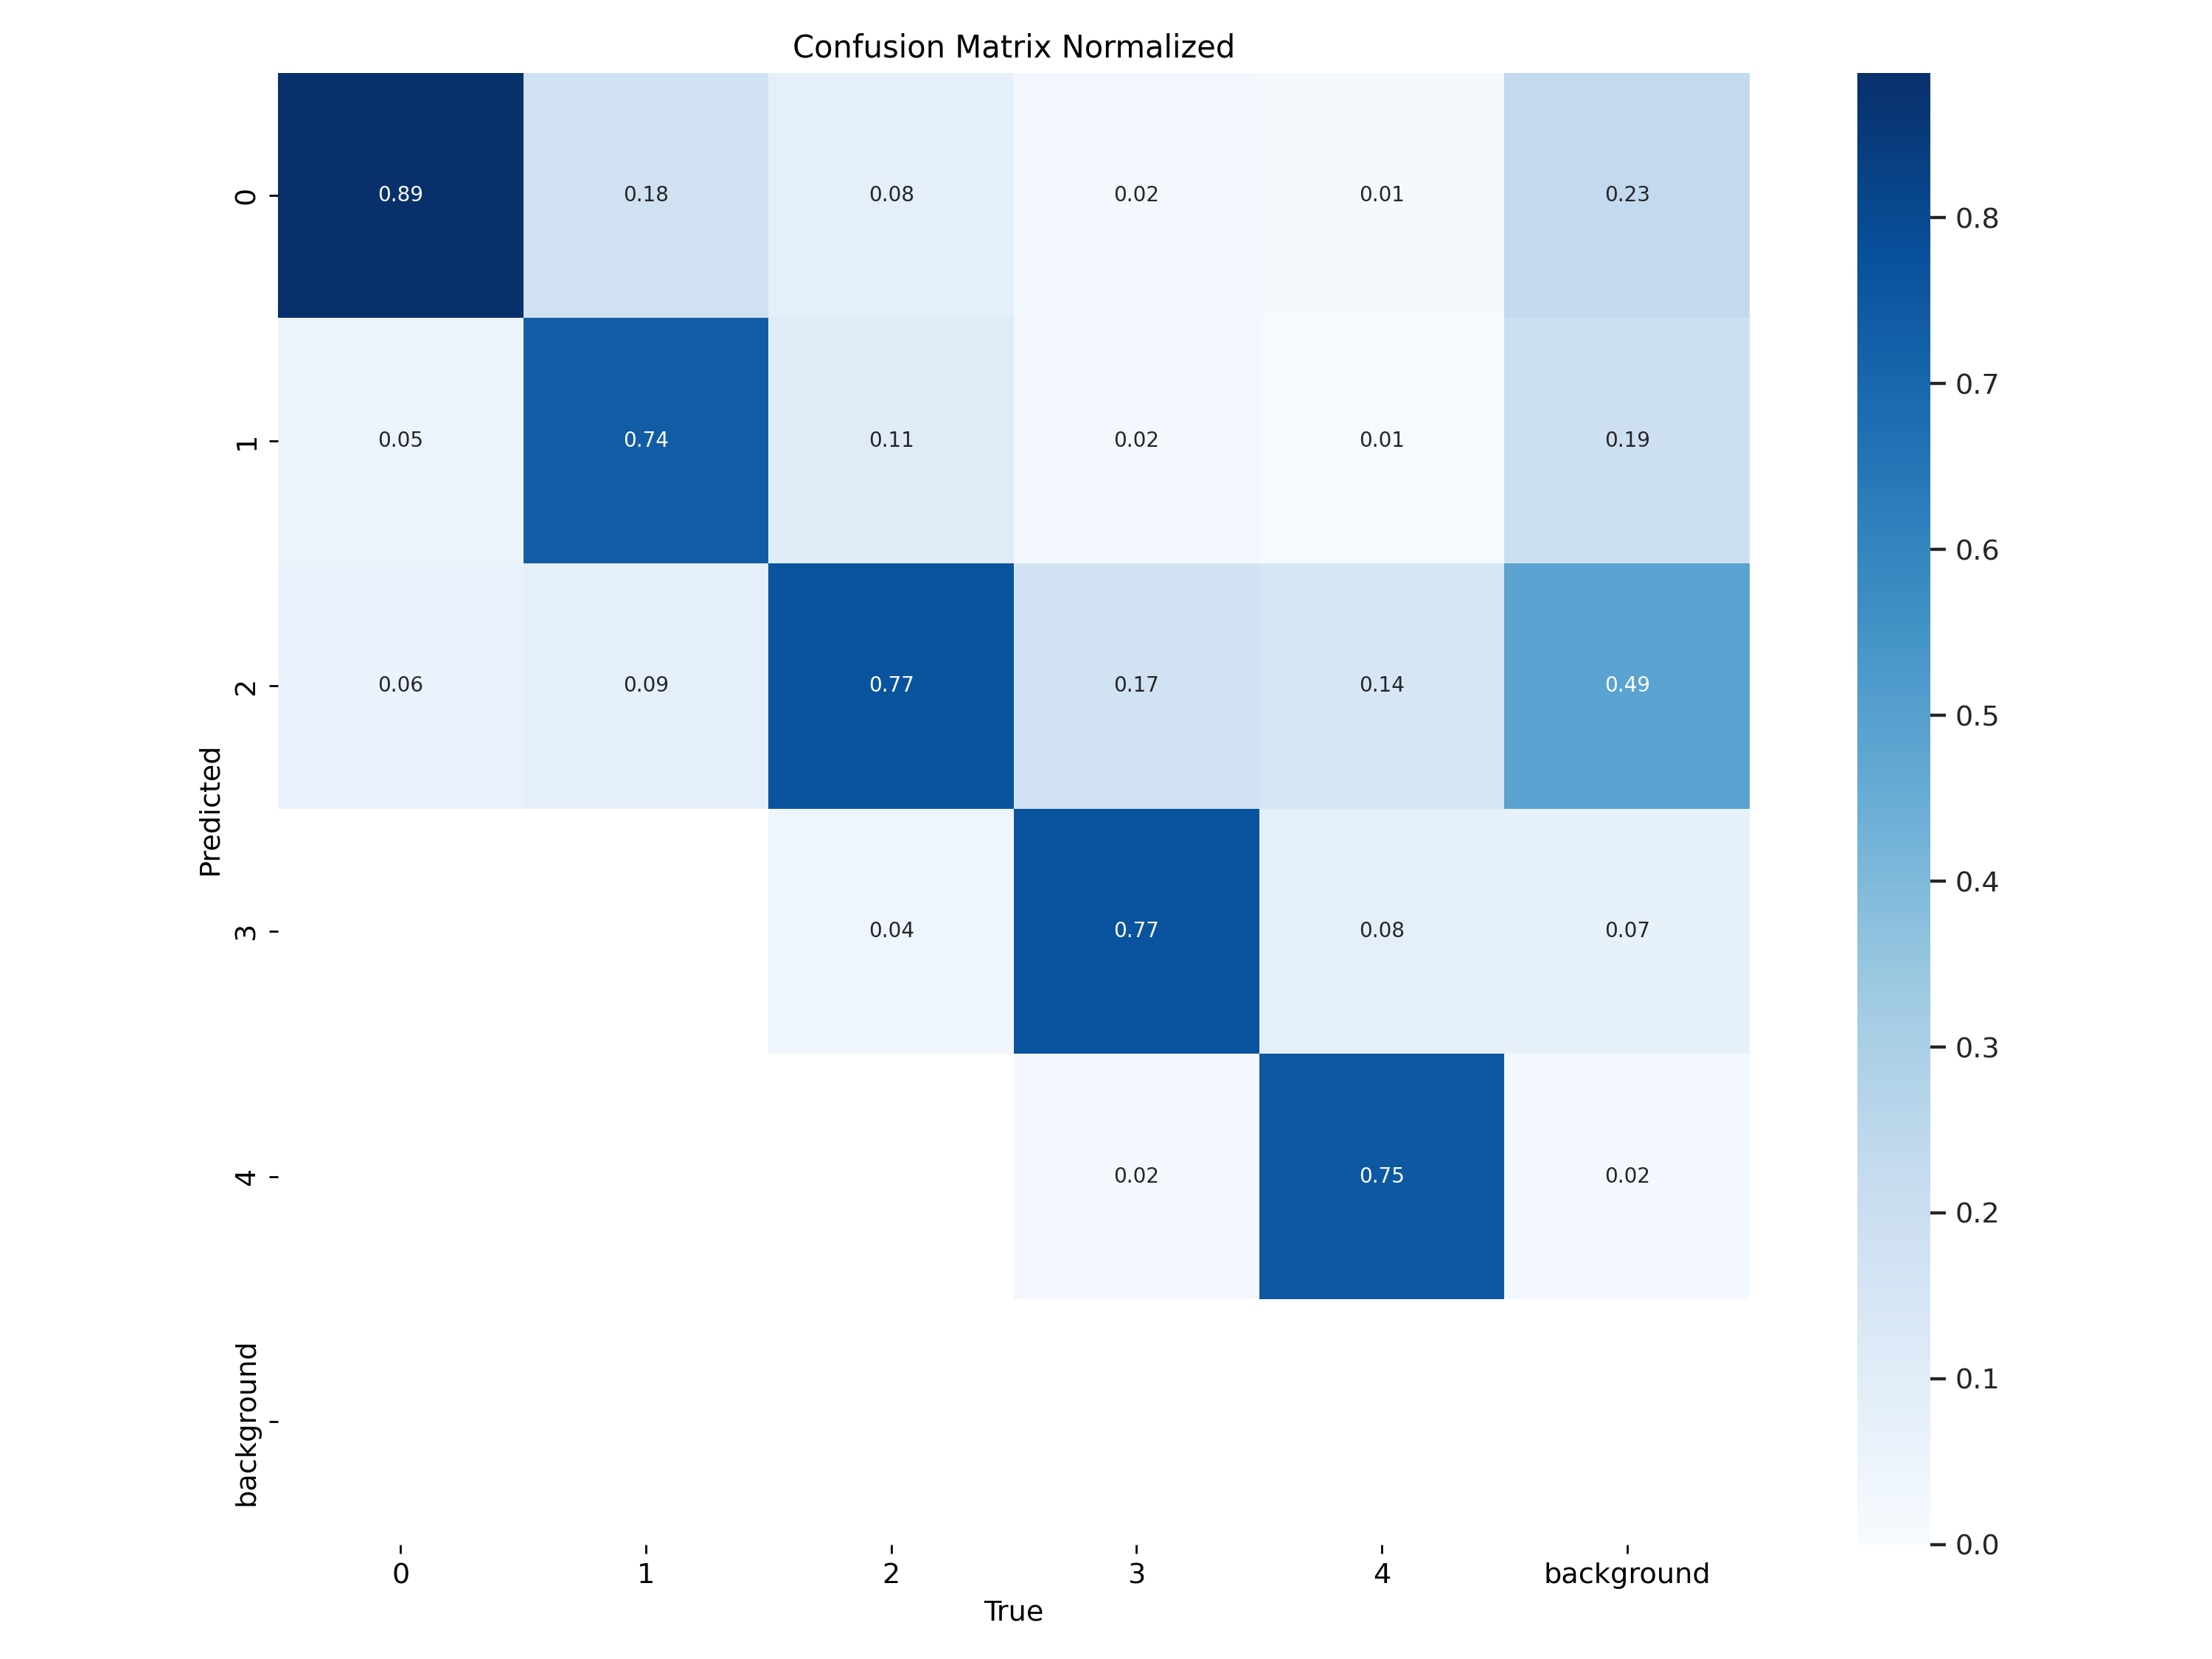 Confusion Matrix Normalized
0 0.89 0.18 0.08 0.02 0.01 0.23
1 0.05 0.74 0.11 0.02 0.01 0.19
2 0.06 0.09 0.77 0.17 0.14 0.49
3 0.04 0.77 0.08 0.07
4 0.02 0.75 0.02
background
Predicted
0 1 2 3 4 background
True
0.8
0.7
0.6
0.5
0.4
0.3
0.2
0.1
0.0